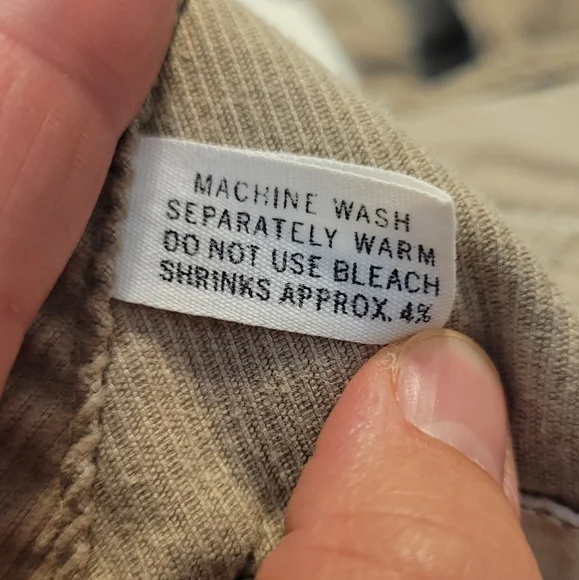 MACHINE WASH
SEPARATELY WARM
DO NOT USE BLEACH
SHRINKS APPROX. 4%